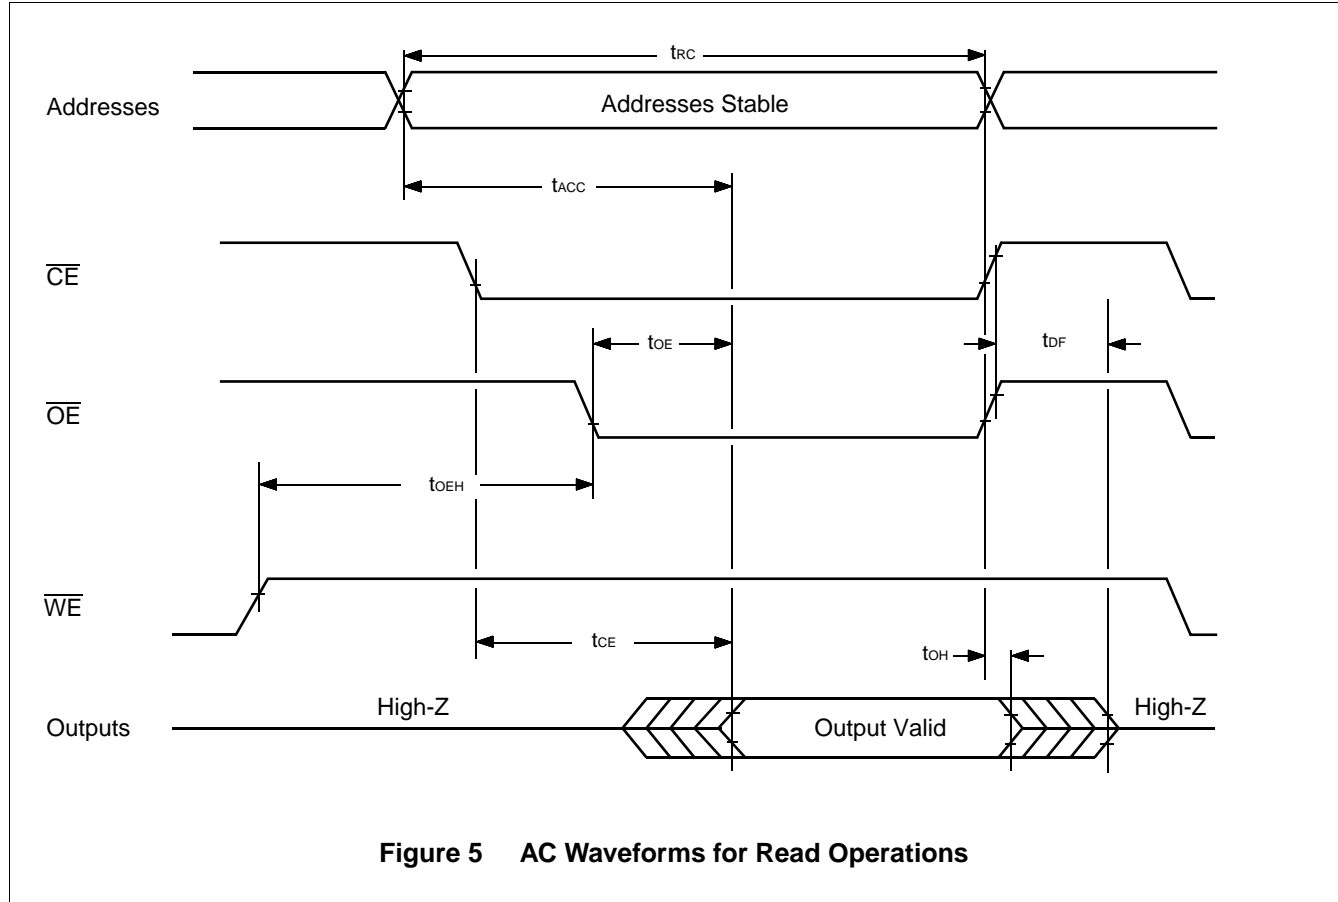 tRC
Addresses
Addresses Stable
tACC
CE
tOE
tDF
OE
tOEH
WE
tCE
tOH
High-Z
High-Z
Outputs
Output Valid
Figure 5 AC Waveforms for Read Operations